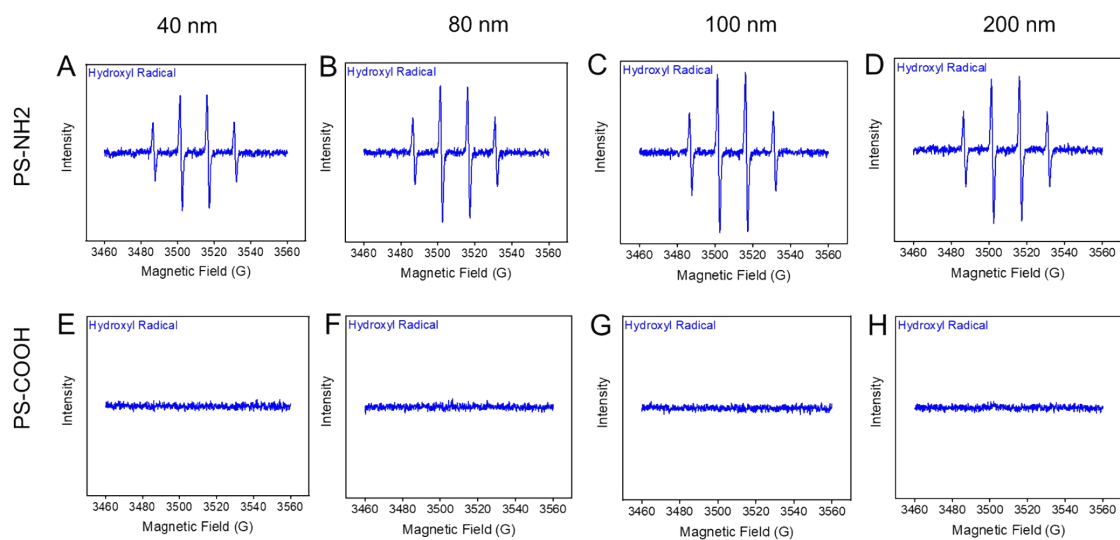 40 nm
80 nm
100 nm
200 nm
PS-NH2
A
Hydroxyl Radical
Intensity
3460 3480 3500 3520 3540 3560
Magnetic Field (G)
B
Hydroxyl Radical
Intensity
3460 3480 3500 3520 3540 3560
Magnetic Field (G)
C
Hydroxyl Radical
Intensity
3460 3480 3500 3520 3540 3560
Magnetic Field (G)
D
Hydroxyl Radical
Intensity
3460 3480 3500 3520 3540 3560
Magnetic Field (G)
PS-COOH
E
Hydroxyl Radical
Intensity
3460 3480 3500 3520 3540 3560
Magnetic Field (G)
F
Hydroxyl Radical
Intensity
3460 3480 3500 3520 3540 3560
Magnetic Field (G)
G
Hydroxyl Radical
Intensity
3460 3480 3500 3520 3540 3560
Magnetic Field (G)
H
Hydroxyl Radical
Intensity
3460 3480 3500 3520 3540 3560
Magnetic Field (G)